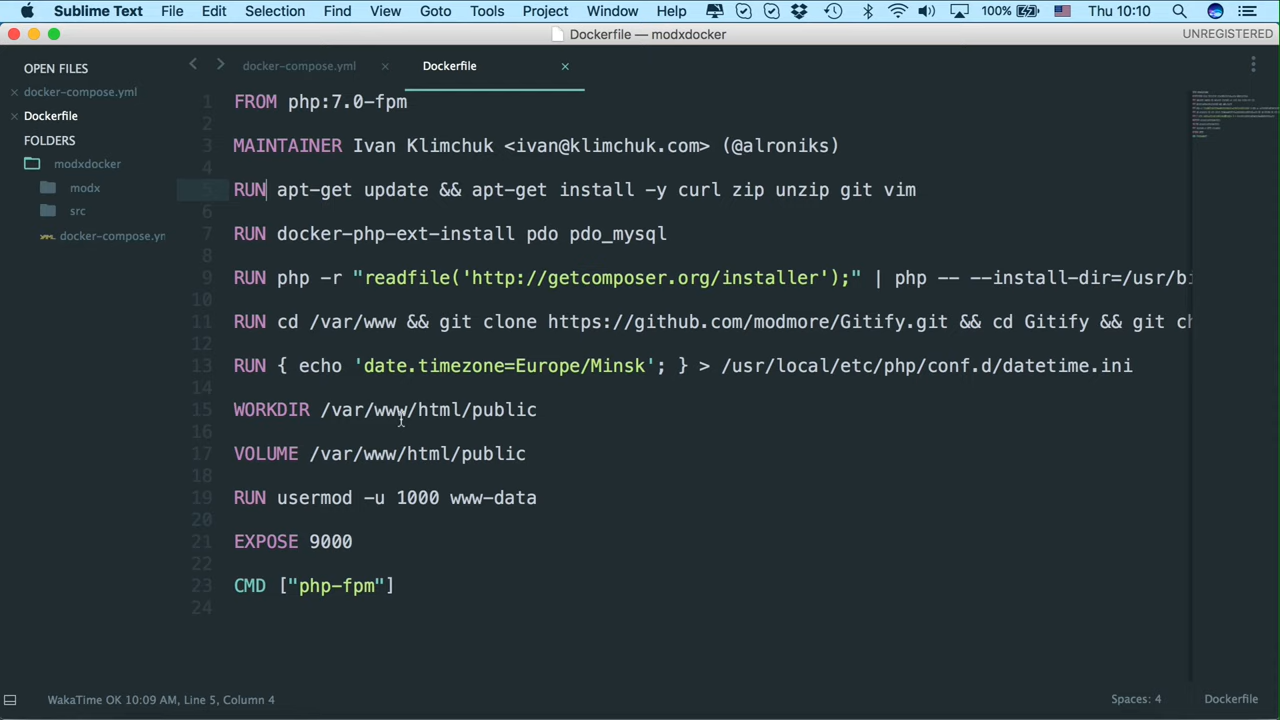 Sublime Text File Edit Selection Find View Goto Tools Project Window Help 100% Thu 10:10
Dockerfile — modxdocker UNREGISTERED
OPEN FILES
× docker-compose.yml
× Dockerfile
FOLDERS
modxdocker
modx
src
docker-compose.yn
docker-compose.yml × Dockerfile ×
1 FROM php:7.0-fpm
2
3 MAINTAINER Ivan Klimchuk <ivan@klimchuk.com> (@alroniks)
4
5 RUN apt-get update && apt-get install -y curl zip unzip git vim
6
7 RUN docker-php-ext-install pdo pdo_mysql
8
9 RUN php -r "readfile('http://getcomposer.org/installer');" | php -- --install-dir=/usr/bi
10
11 RUN cd /var/www && git clone https://github.com/modmore/Gitify.git && cd Gitify && git ch
12
13 RUN { echo 'date.timezone=Europe/Minsk'; } > /usr/local/etc/php/conf.d/datetime.ini
14
15 WORKDIR /var/www/html/public
16
17 VOLUME /var/www/html/public
18
19 RUN usermod -u 1000 www-data
20
21 EXPOSE 9000
22
23 CMD ["php-fpm"]
24
WakaTime OK 10:09 AM, Line 5, Column 4 Spaces: 4 Dockerfile